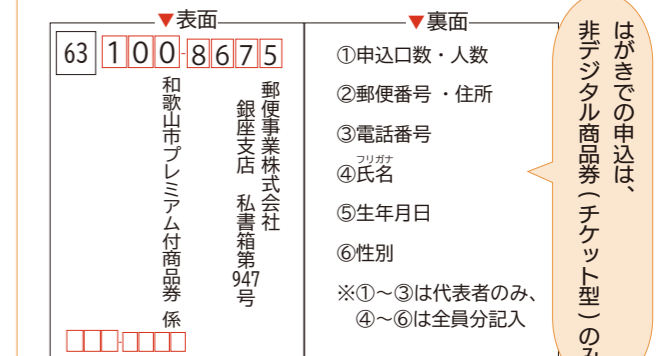 ▼表面
63
100-8675
郵便事業株式会社
銀座支店 私書箱第947号
和歌山市プレミアム付商品券 係
▼裏面
①申込口数・人数
②郵便番号・住所
③電話番号
フリガナ
④氏名
⑤生年月日
⑥性別
※①~③は代表者のみ、
④~⑥は全員分記入
はがきでの申込は、
非デジタル商品券(チケット型)のみ